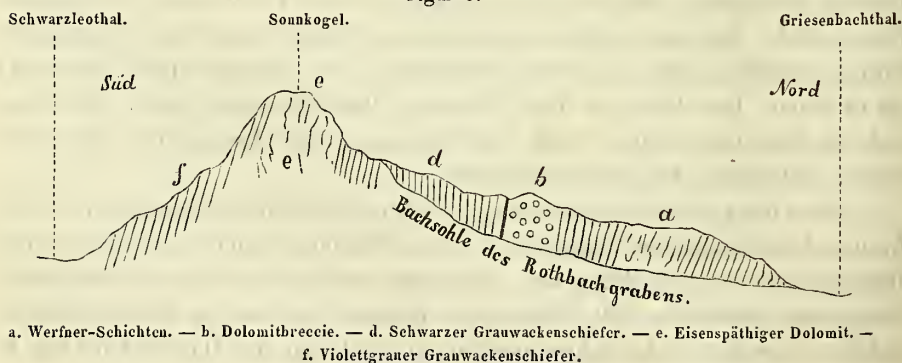 Schwarzleothal. Sonnkogel. Griesenbachthal.
Süd e Nord
f e d b a
Bachsohle des Rothbachgrabens.
a. Werfner-Schichten. — b. Dolomitbreccie. — d. Schwarzer Grauwackenschiefer. — e. Eisenspäthiger Dolomit. —
f. Violettgrauer Grauwackenschiefer.